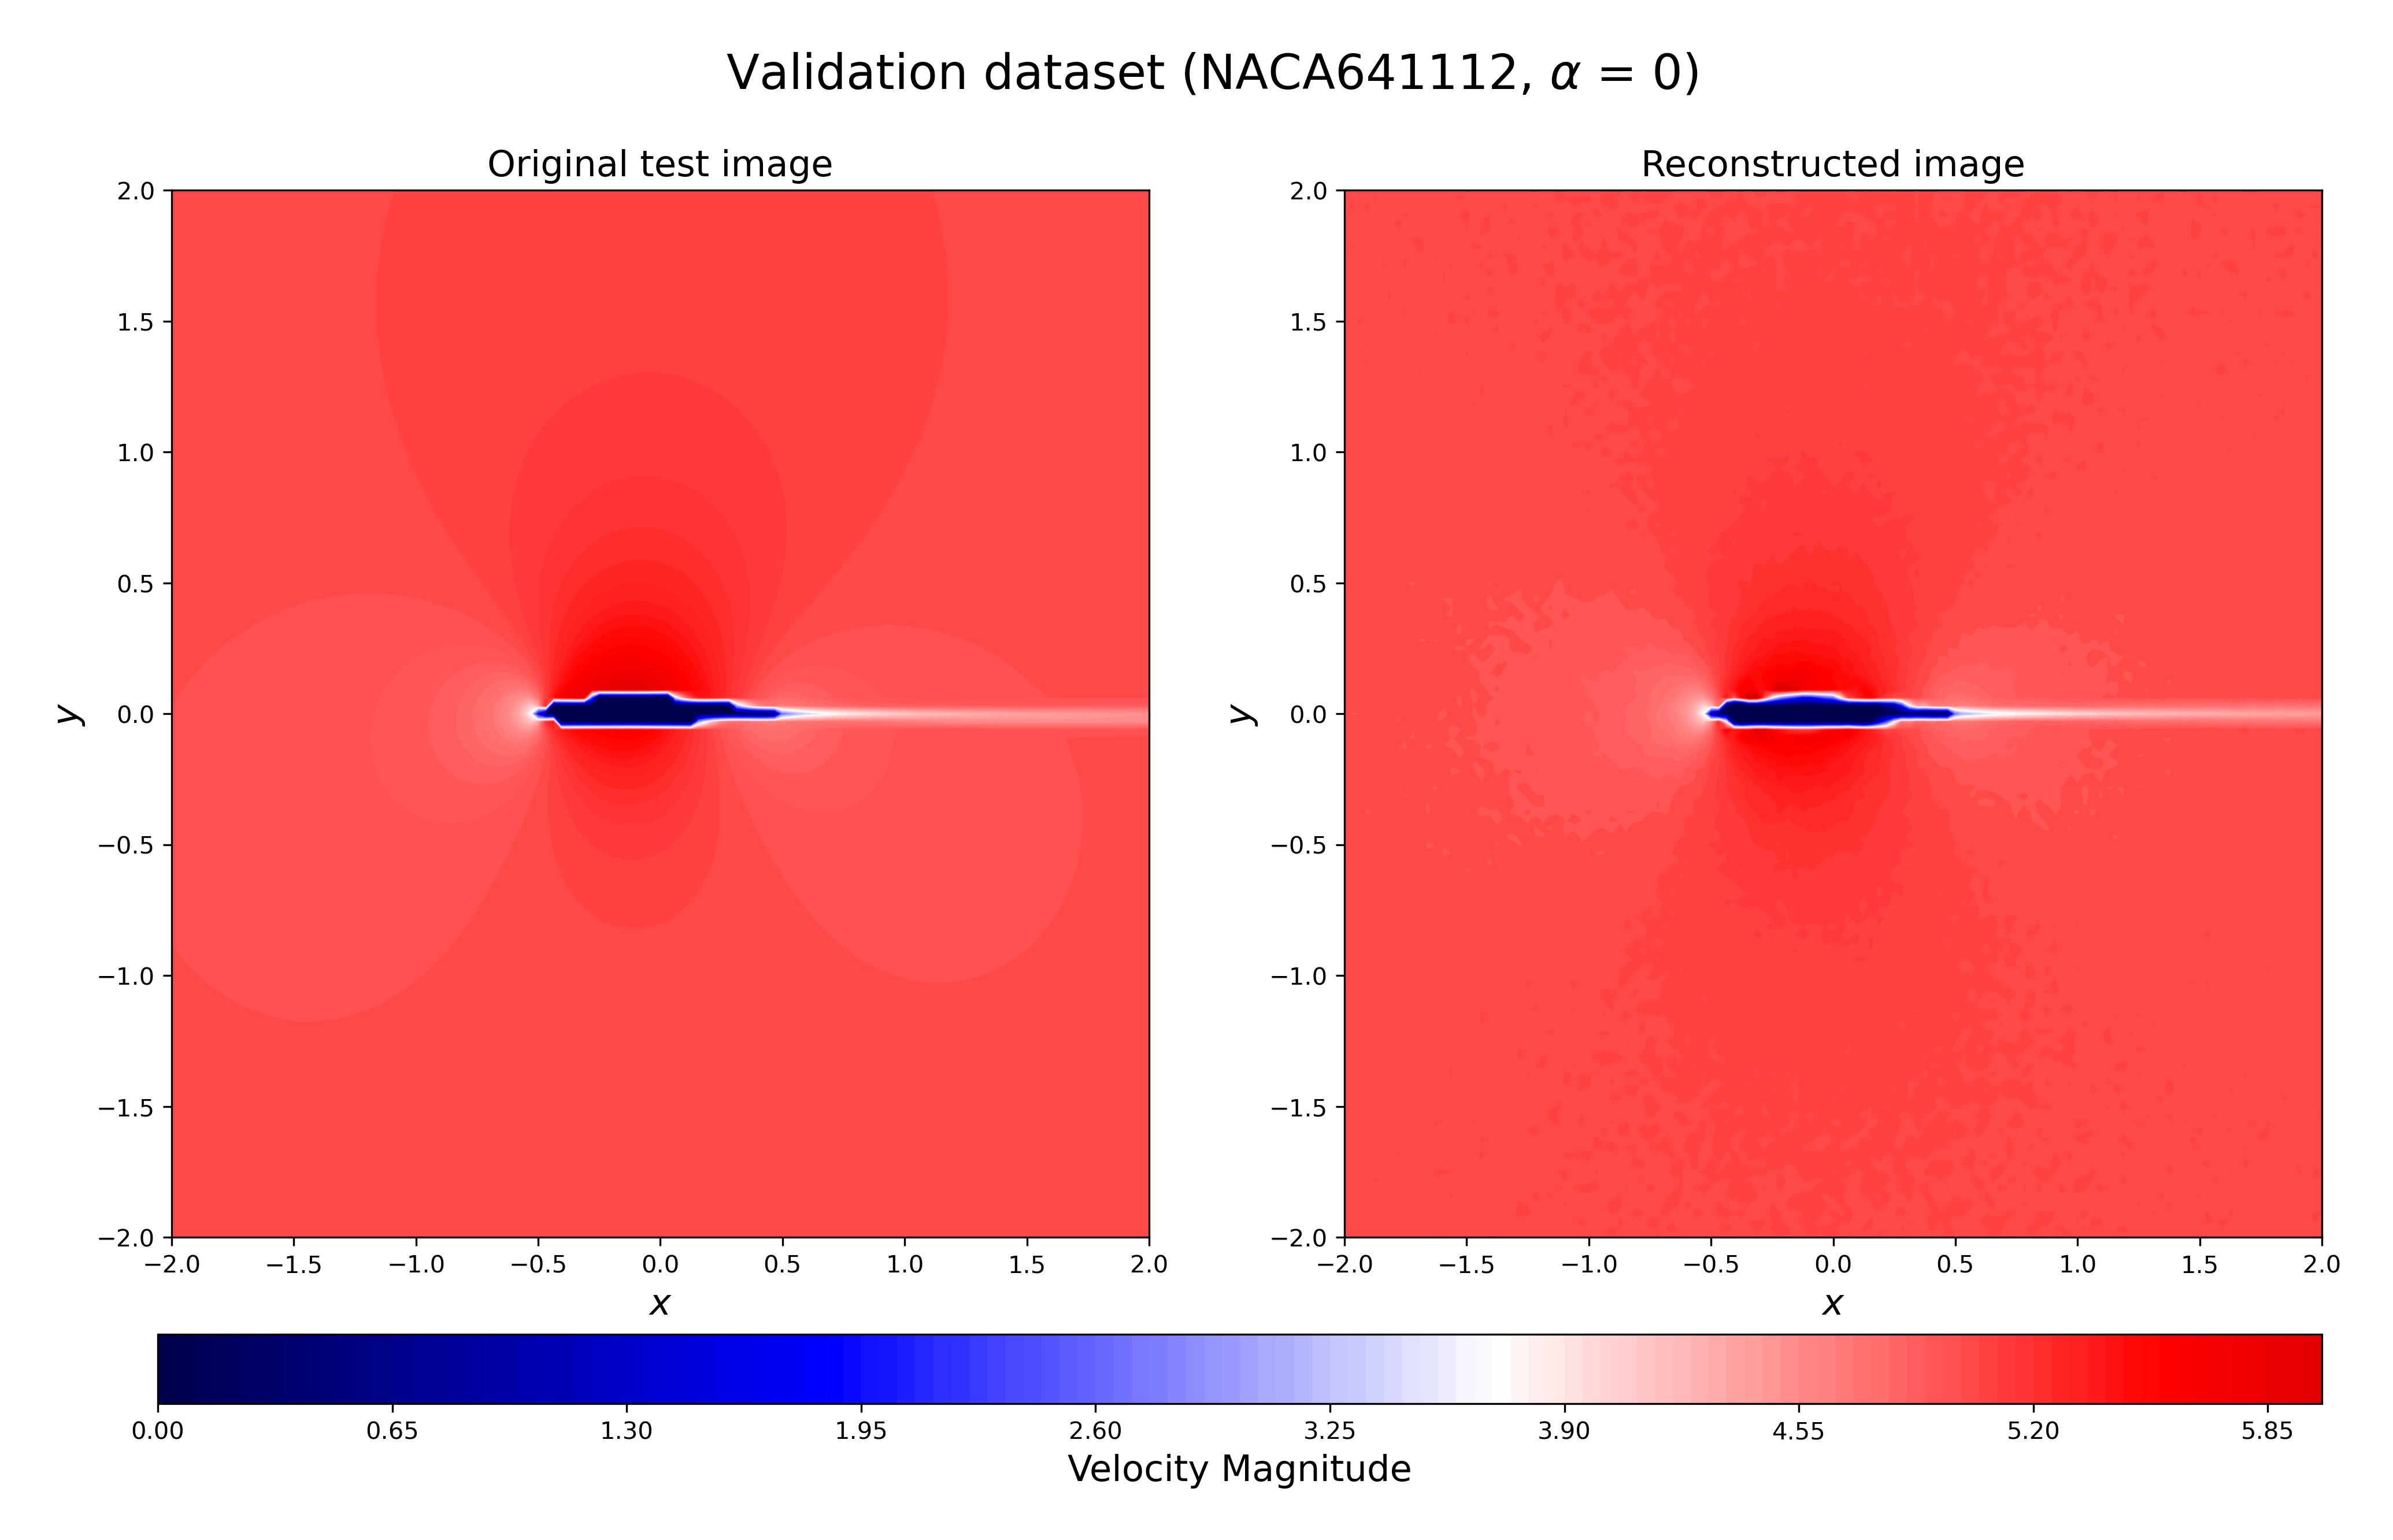 Validation dataset (NACA641112, α = 0)
Original test image
2.0
1.5
1.0
0.5
0.0
−0.5
−1.0
−1.5
−2.0
y
−2.0 −1.5 −1.0 −0.5 0.0 0.5 1.0 1.5 2.0
x
Reconstructed image
2.0
1.5
1.0
0.5
0.0
−0.5
−1.0
−1.5
−2.0
y
−2.0 −1.5 −1.0 −0.5 0.0 0.5 1.0 1.5 2.0
x
0.00 0.65 1.30 1.95 2.60 3.25 3.90 4.55 5.20 5.85
Velocity Magnitude